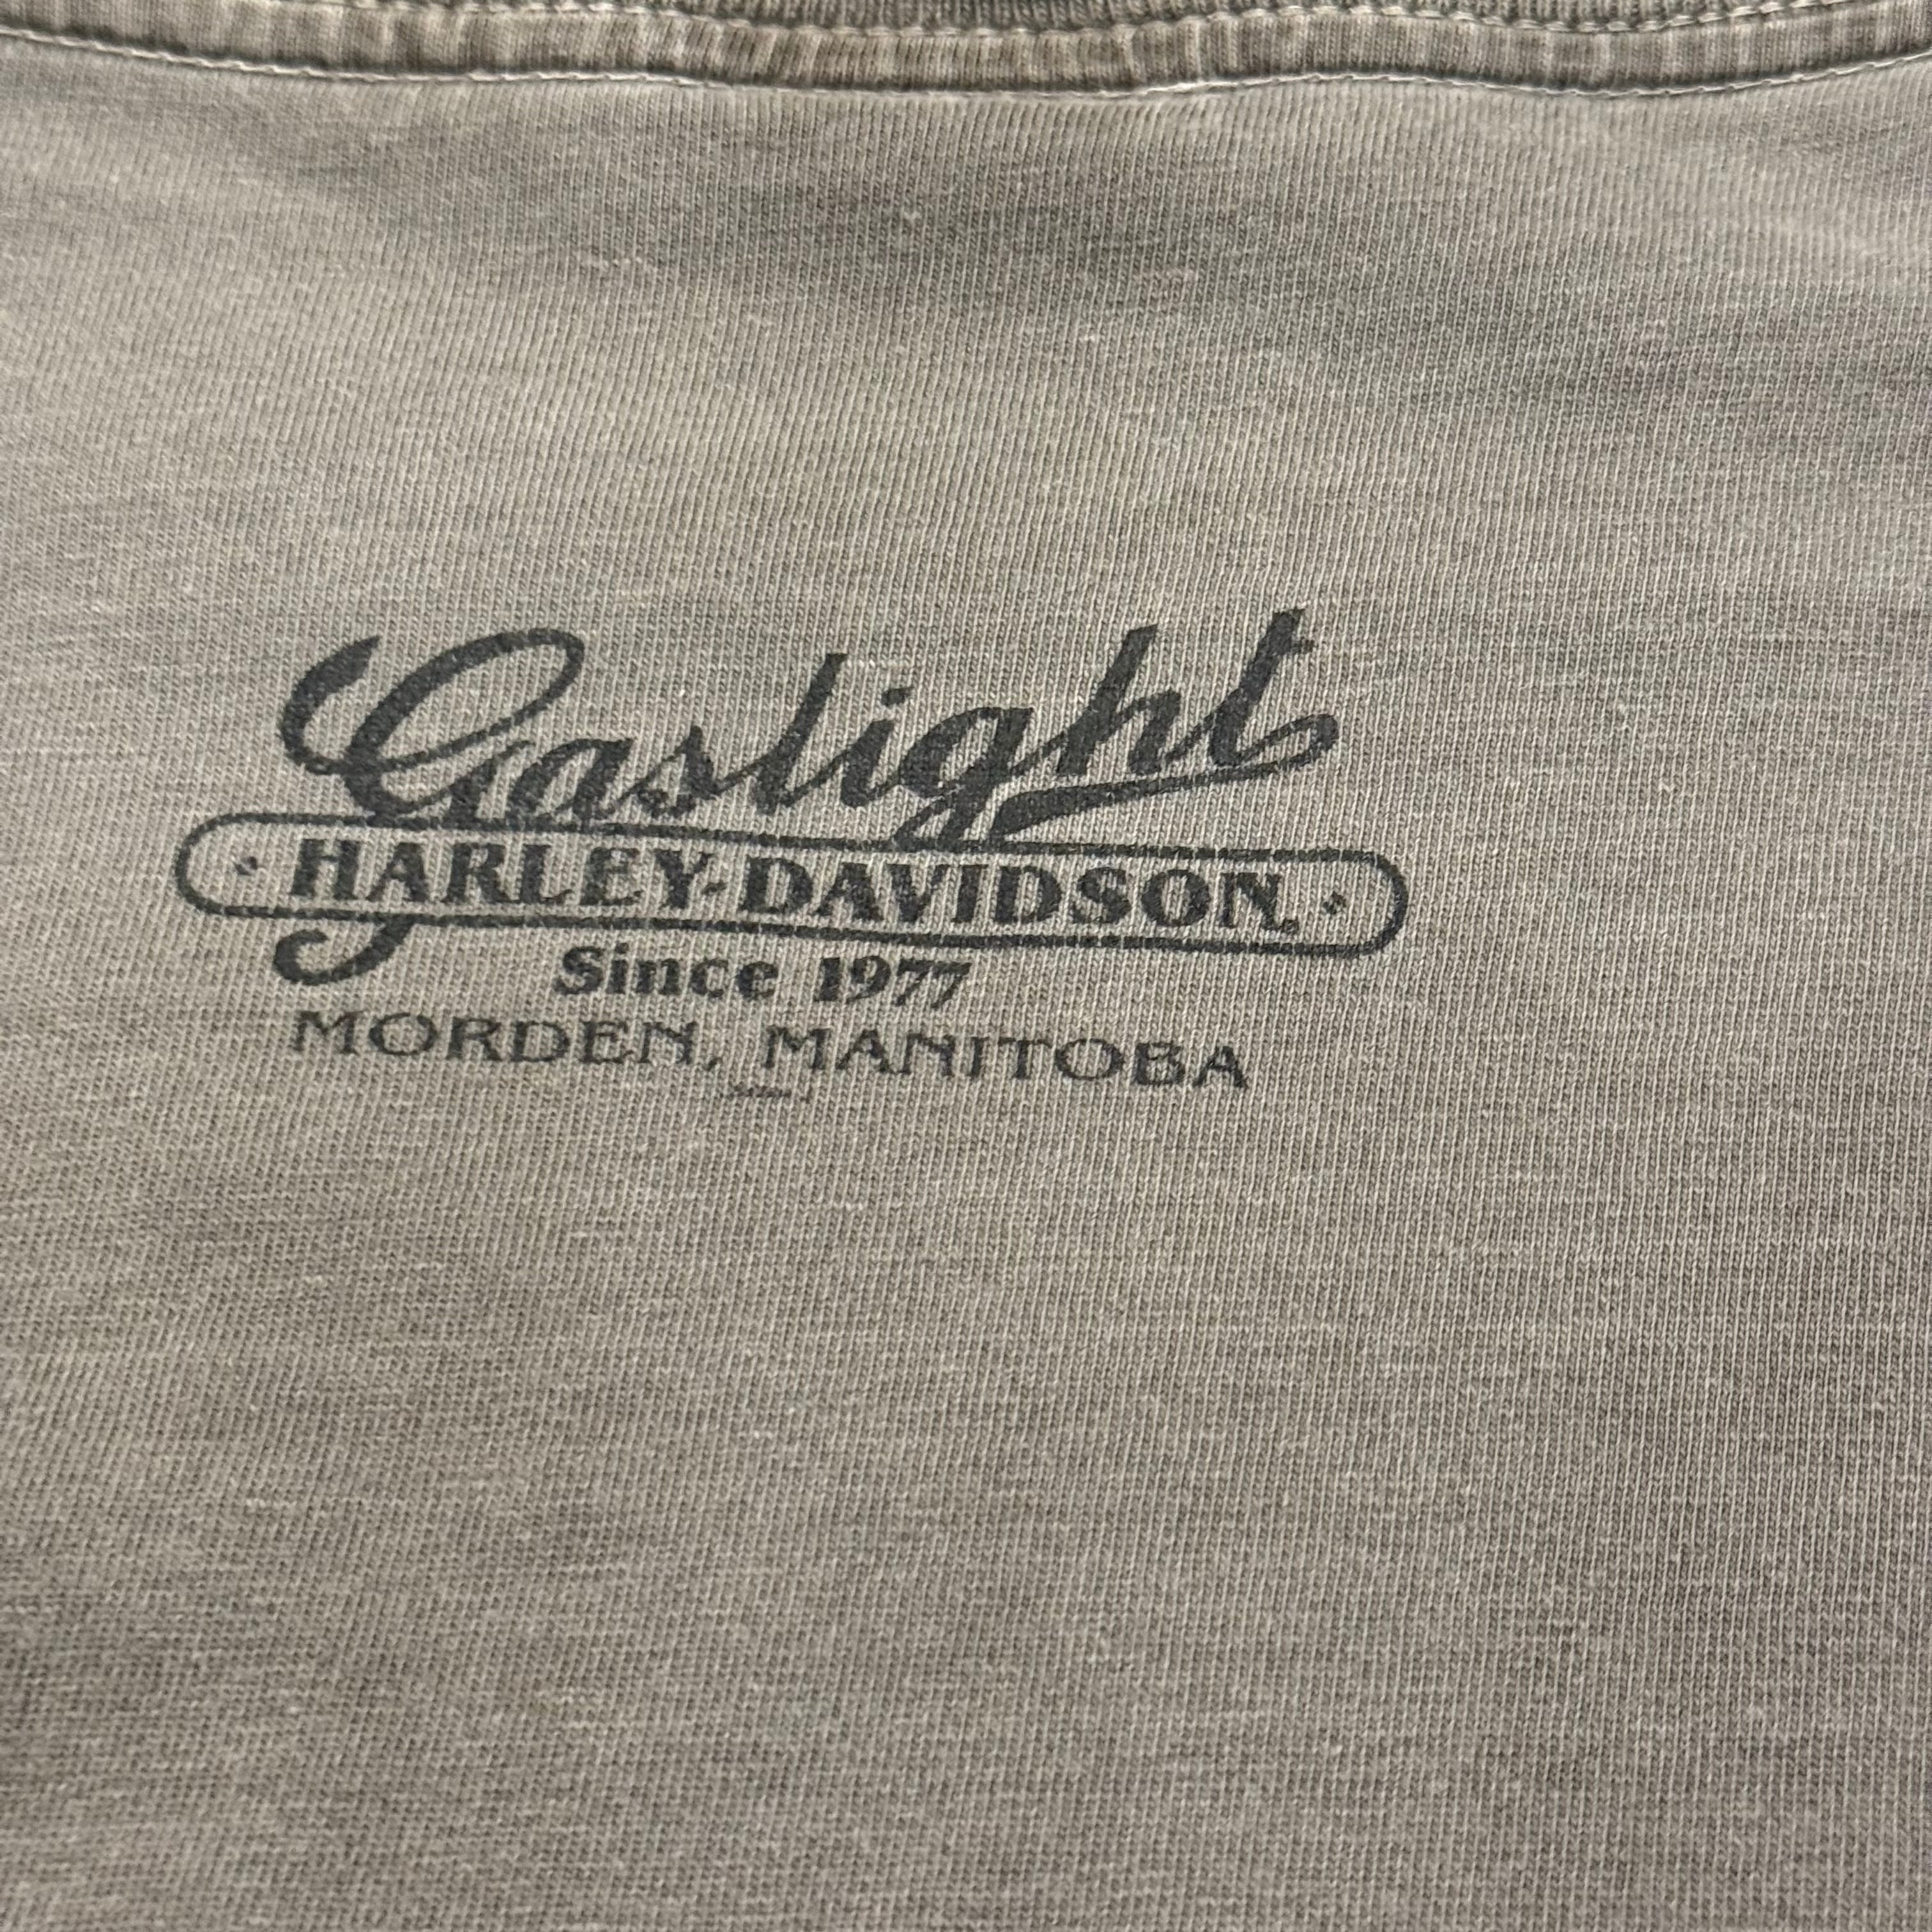 Gaslight
• HARLEY-DAVIDSON •
Since 1977
MORDEN, MANITOBA